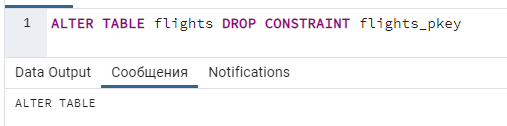 1 ALTER TABLE flights DROP CONSTRAINT flights_pkey
Data Output Сообщения Notifications
ALTER TABLE